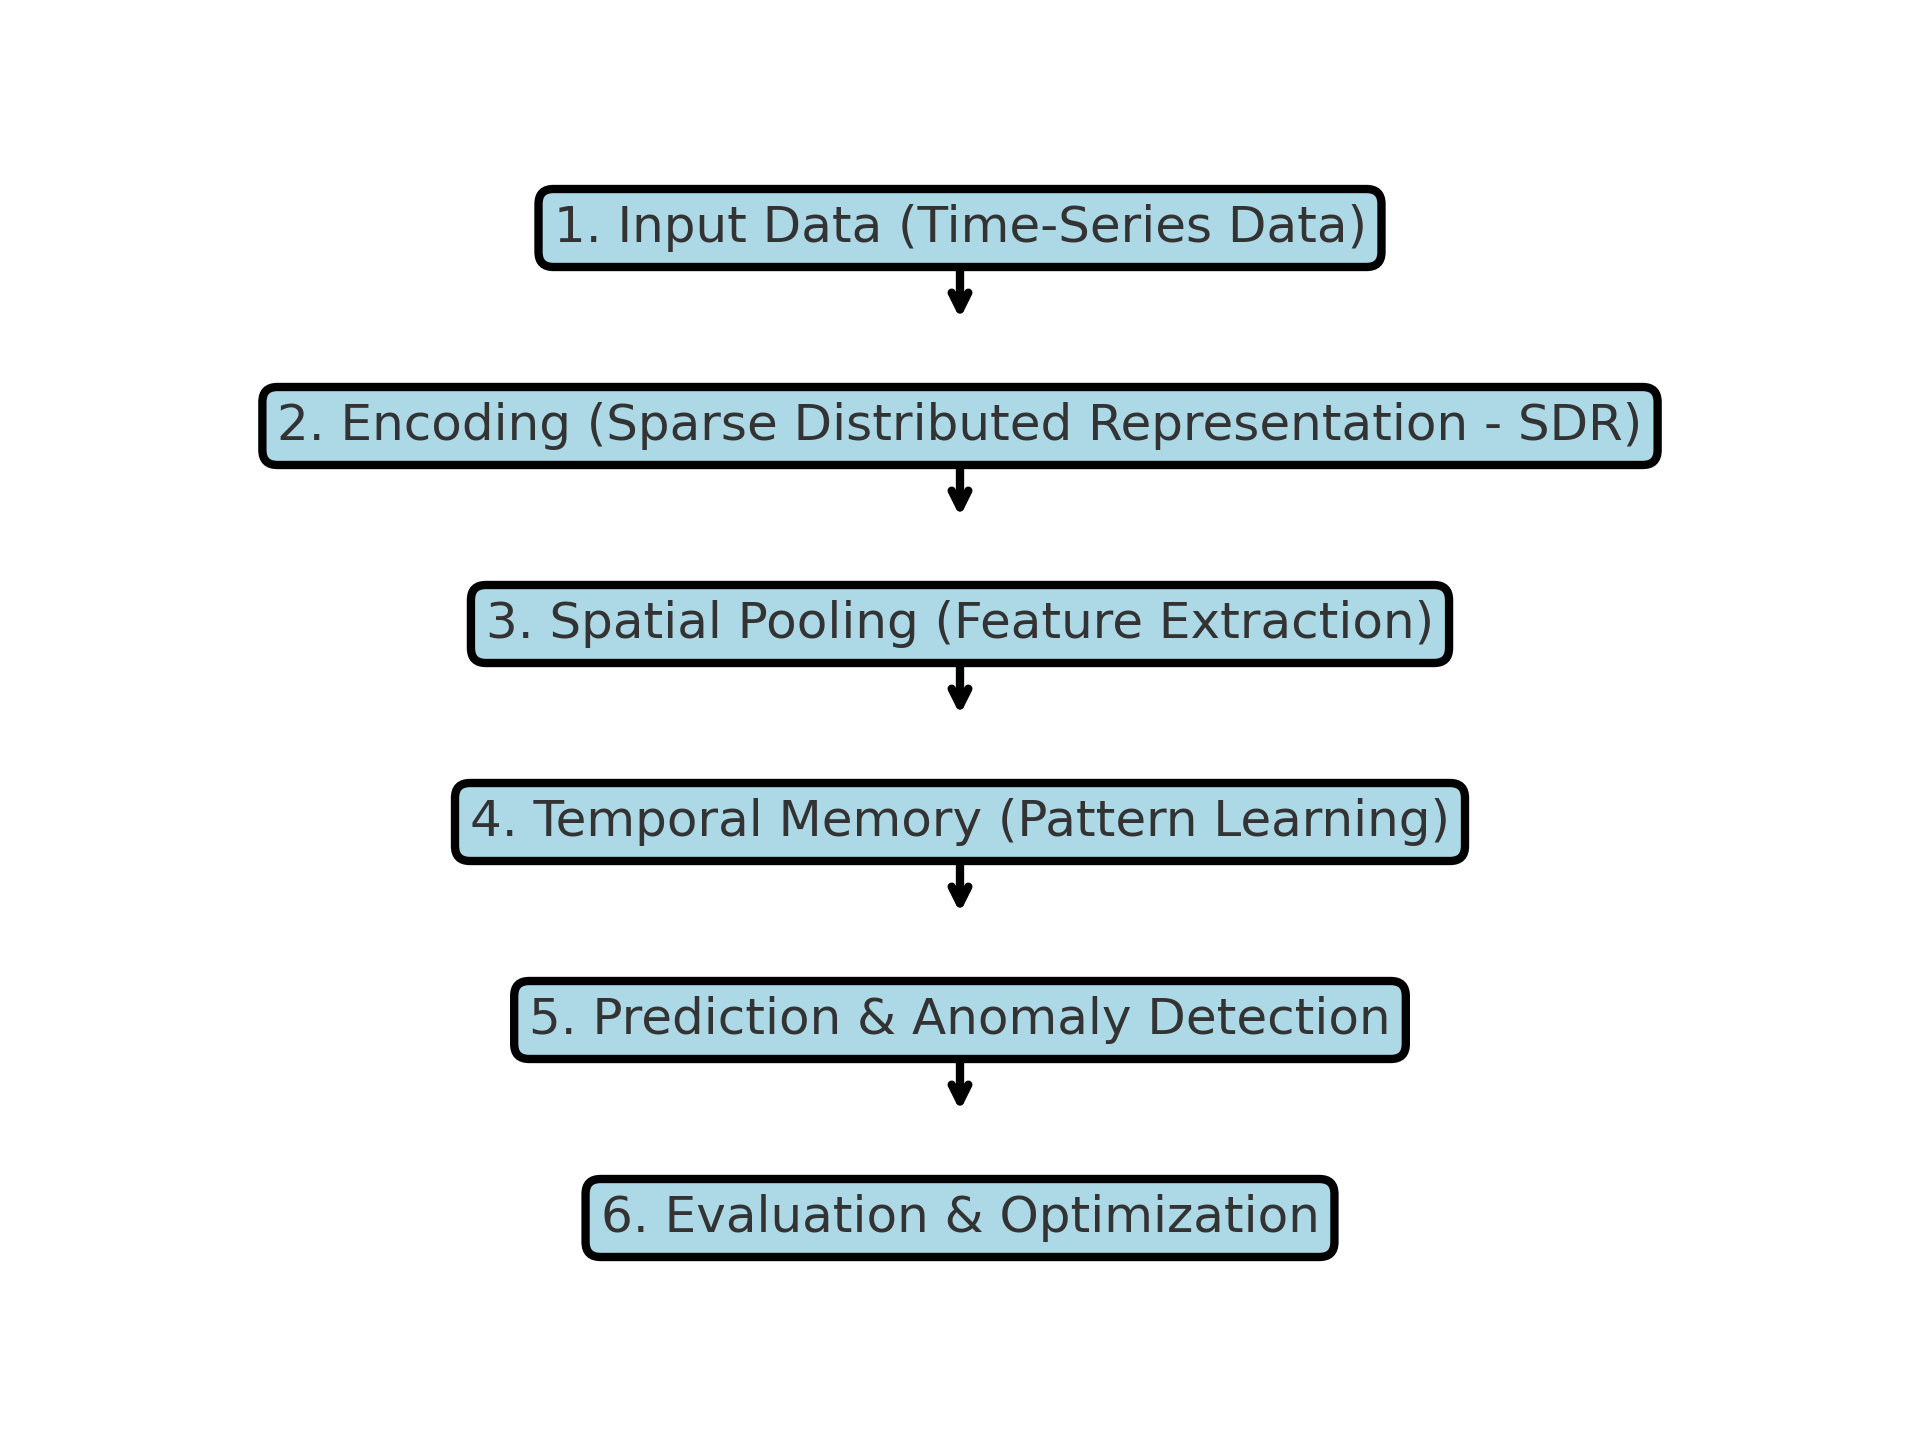 1. Input Data (Time-Series Data)
2. Encoding (Sparse Distributed Representation - SDR)
3. Spatial Pooling (Feature Extraction)
4. Temporal Memory (Pattern Learning)
5. Prediction & Anomaly Detection
6. Evaluation & Optimization